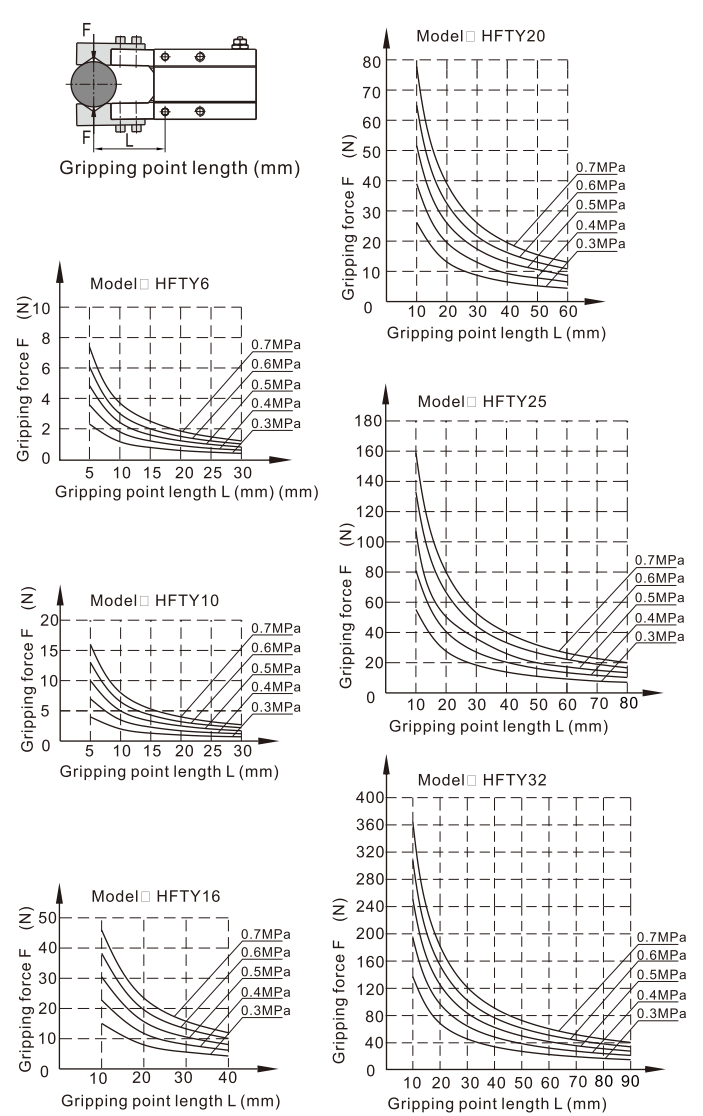 F
F
L
Gripping point length (mm)
Model□ HFTY6
Gripping force F (N)
10
8
6
4
2
0
0.7MPa
0.6MPa
0.5MPa
0.4MPa
0.3MPa
5 10 15 20 25 30
Gripping point length L (mm) (mm)
Model□ HFTY10
Gripping force F (N)
20
15
10
5
0
0.7MPa
0.6MPa
0.5MPa
0.4MPa
0.3MPa
5 10 15 20 25 30
Gripping point length L (mm)
Model□ HFTY16
Gripping force F (N)
50
40
30
20
10
0
0.7MPa
0.6MPa
0.5MPa
0.4MPa
0.3MPa
10 20 30 40
Gripping point length L (mm)
Model□ HFTY20
Gripping force F (N)
80
70
60
50
40
30
20
10
0
0.7MPa
0.6MPa
0.5MPa
0.4MPa
0.3MPa
10 20 30 40 50 60
Gripping point length L (mm)
Model□ HFTY25
Gripping force F (N)
180
160
140
120
100
80
60
40
20
0
0.7MPa
0.6MPa
0.5MPa
0.4MPa
0.3MPa
10 20 30 40 50 60 70 80
Gripping point length L (mm)
Model□ HFTY32
Gripping force F (N)
400
360
320
280
240
200
160
120
80
40
0
0.7MPa
0.6MPa
0.5MPa
0.4MPa
0.3MPa
10 20 30 40 50 60 70 80 90
Gripping point length L (mm)